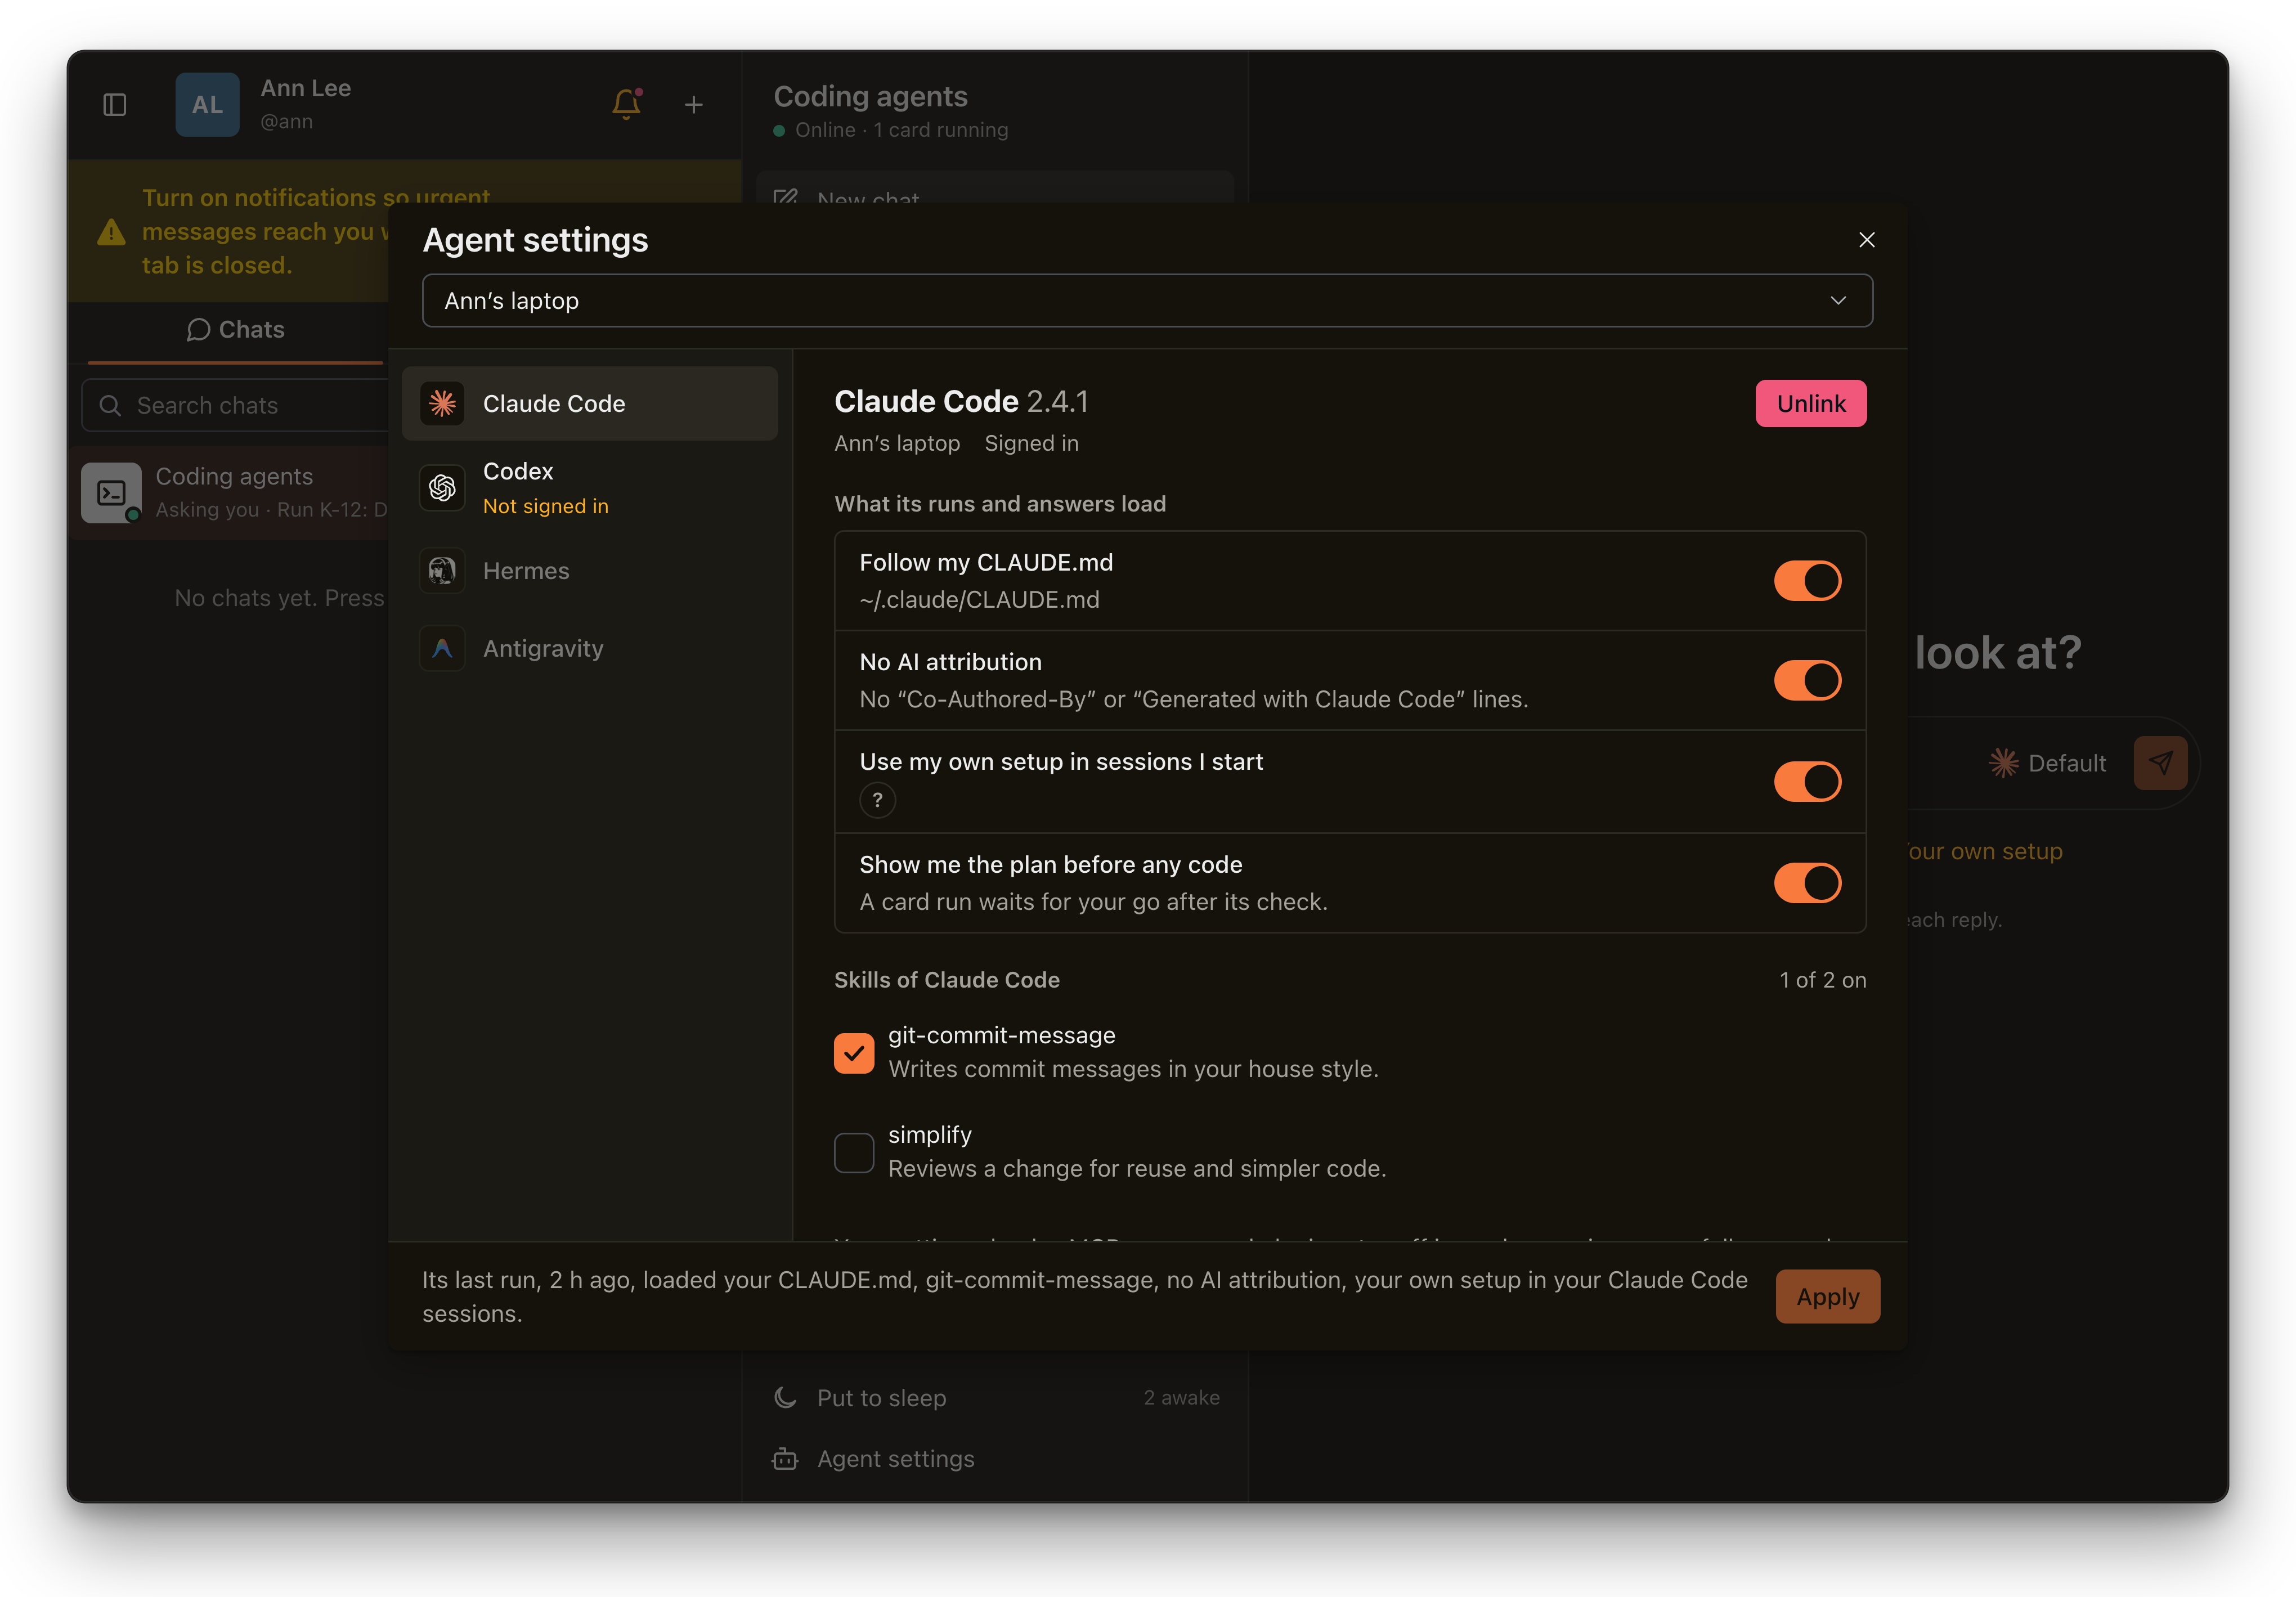 AL
Ann Lee
@ann
Turn on notifications so urgent
messages reach you
tab is closed.
Chats
Search chats
Coding agents
Asking you · Run K-12:
No chats yet. Press
Coding agents
Online · 1 card running
New chat
Agent settings
Ann’s laptop
Claude Code
Codex
Not signed in
Hermes
Antigravity
Claude Code 2.4.1
Unlink
Ann’s laptop Signed in
What its runs and answers load
Follow my CLAUDE.md
~/.claude/CLAUDE.md
No AI attribution
No “Co-Authored-By” or “Generated with Claude Code” lines.
Use my own setup in sessions I start
?
Show me the plan before any code
A card run waits for your go after its check.
Skills of Claude Code 1 of 2 on
git-commit-message
Writes commit messages in your house style.
simplify
Reviews a change for reuse and simpler code.
Its last run, 2 h ago, loaded your CLAUDE.md, git-commit-message, no AI attribution, your own setup in your Claude Code
sessions.
Apply
look at?
Default
own setup
each reply.
Put to sleep 2 awake
Agent settings